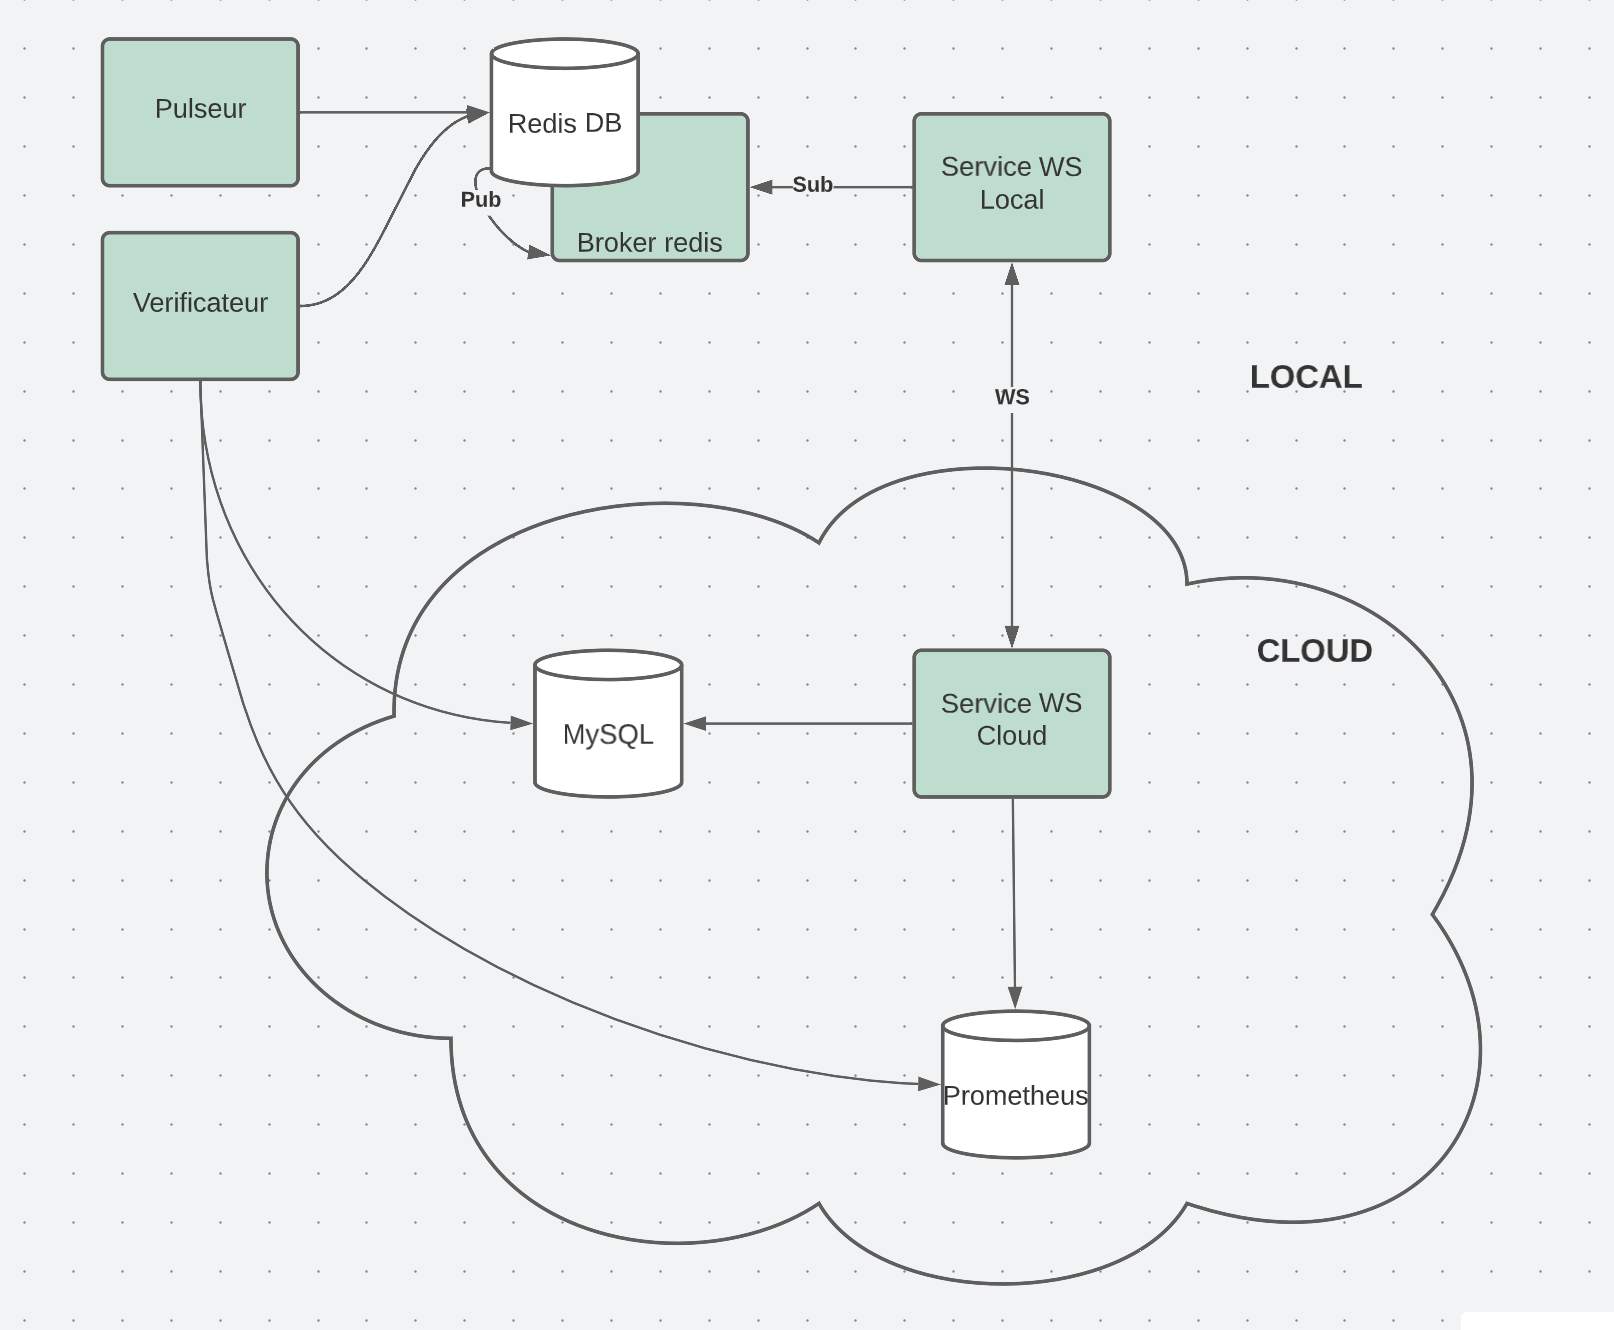 Pulseur
Redis DB
Service WS
Local
Sub
Pub
Broker redis
Verificateur
LOCAL
WS
CLOUD
MySQL
Service WS
Cloud
Prometheus